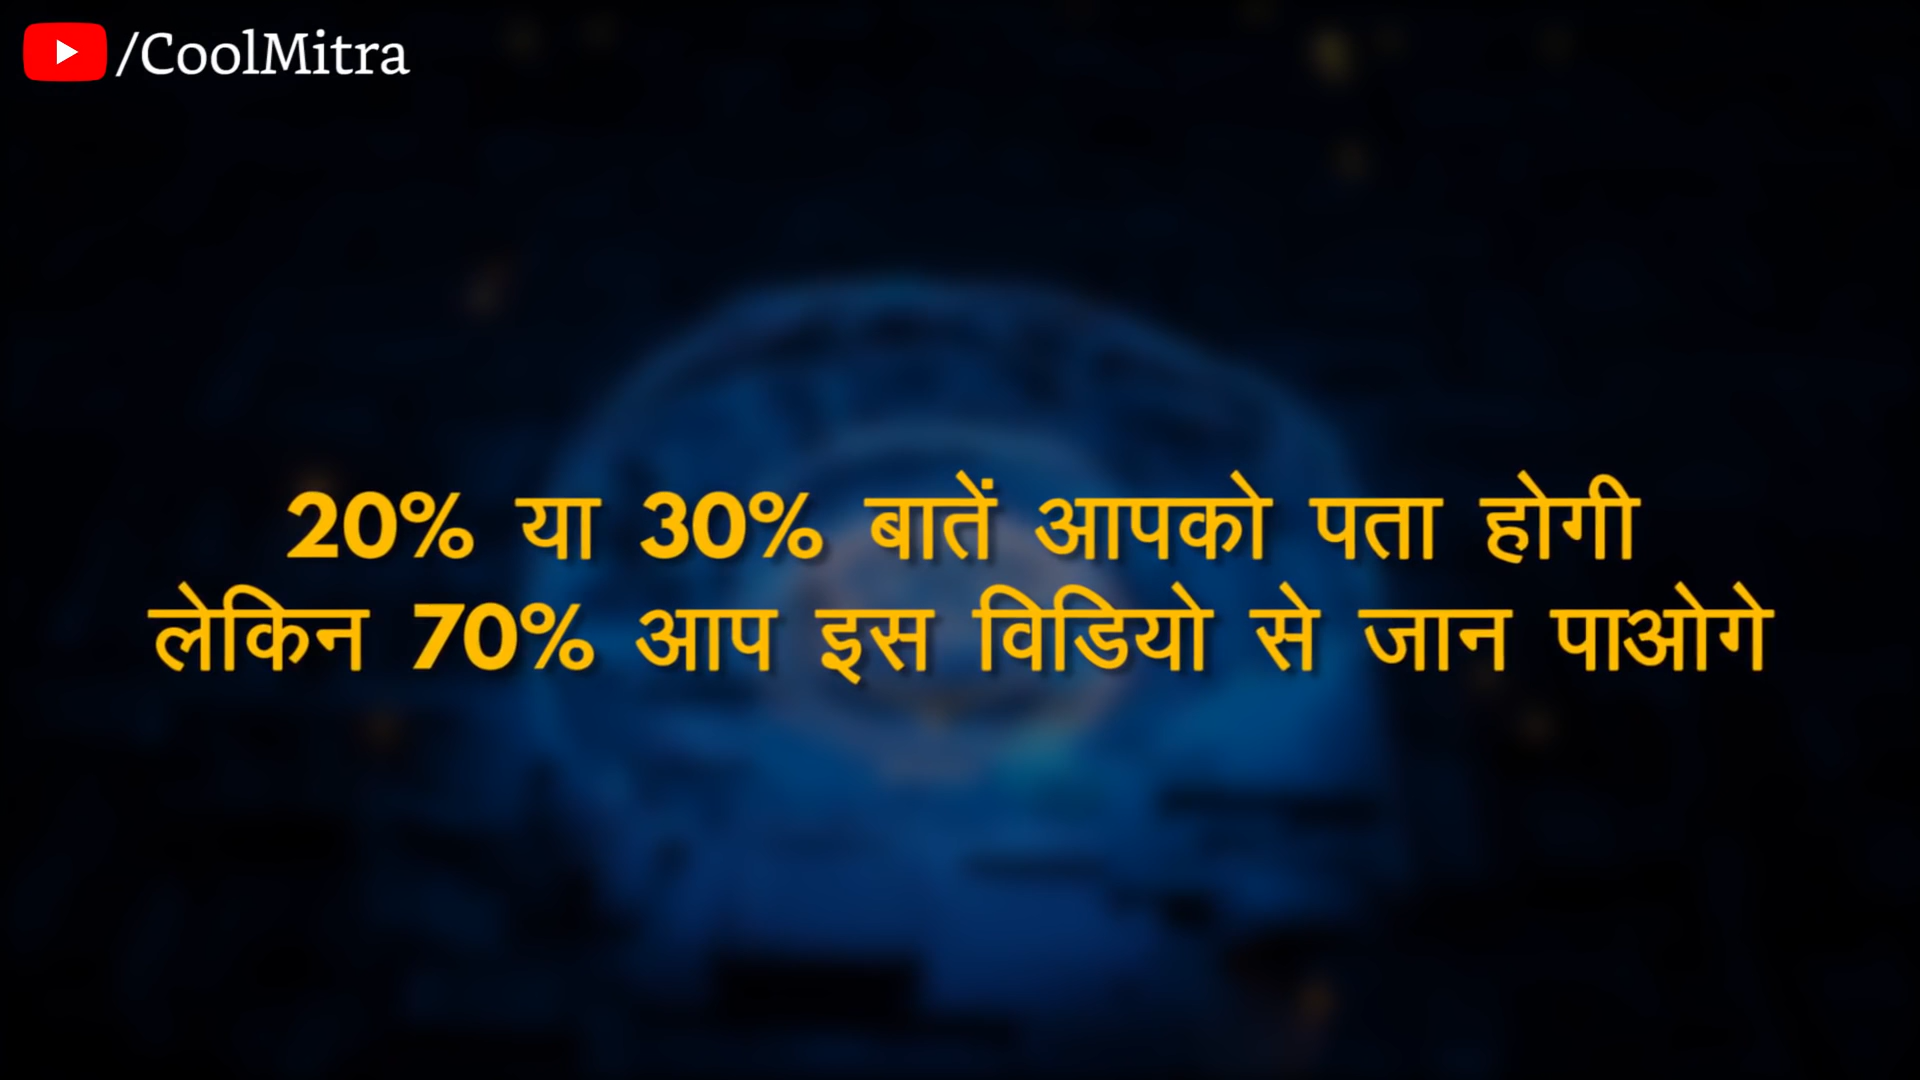 /CoolMitra
20% या 30% बातें आपको पता होगी
लेकिन 70% आप इस विडियो से जान पाओगे